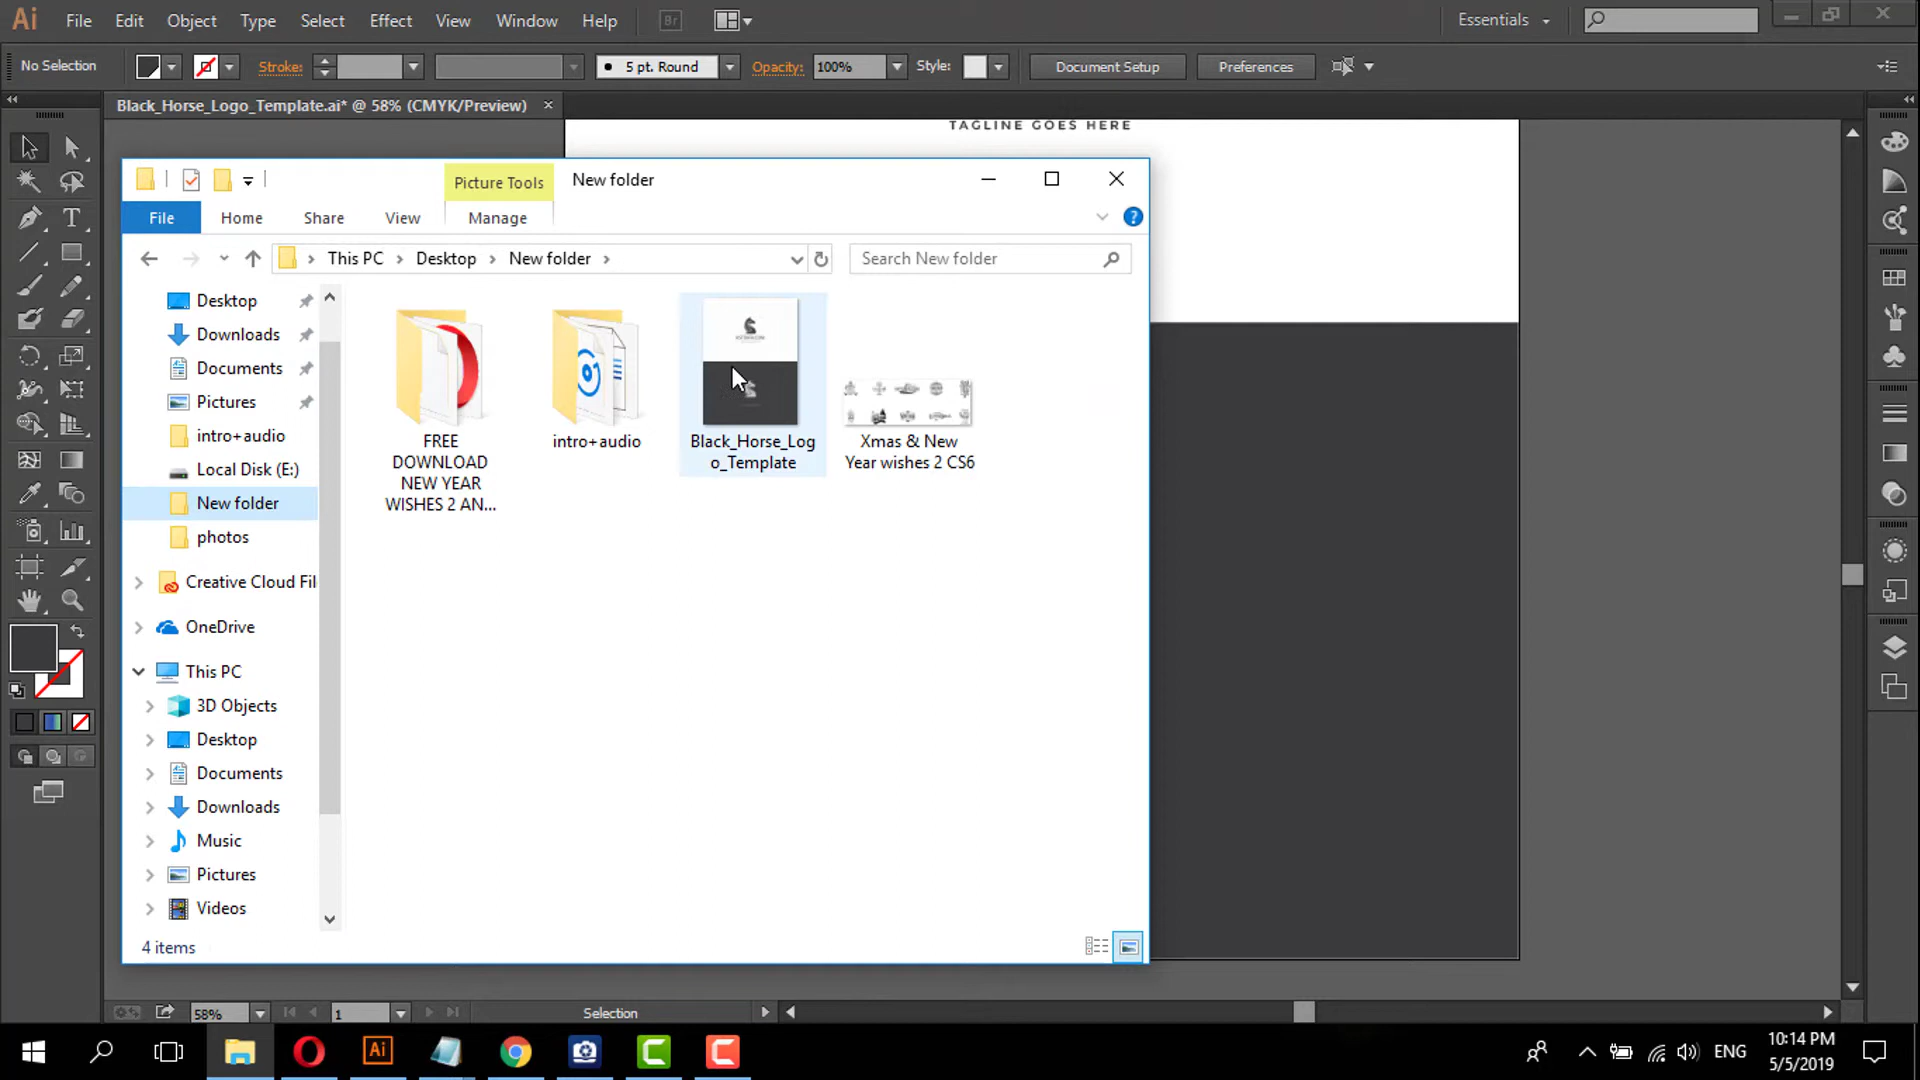 Ai File Edit Object Type Select Effect View Window Help Br Essentials
No Selection Stroke: 5 pt. Round Opacity: 100% Style: Document Setup Preferences
Black_Horse_Logo_Template.ai* @ 58% (CMYK/Preview)
TAGLINE GOES HERE
Picture Tools New folder
File Home Share View Manage
This PC Desktop New folder Search New folder
Desktop
Downloads
Documents
Pictures
intro+audio
Local Disk (E:)
New folder
photos
Creative Cloud Fil
OneDrive
This PC
3D Objects
Desktop
Documents
Downloads
Music
Pictures
Videos
FREE
DOWNLOAD
NEW YEAR
WISHES 2 AN...
intro+audio
Black_Horse_Log
o_Template
Xmas & New
Year wishes 2 CS6
4 items
58% 1 Selection
Ai
ENG
10:14 PM
5/5/2019